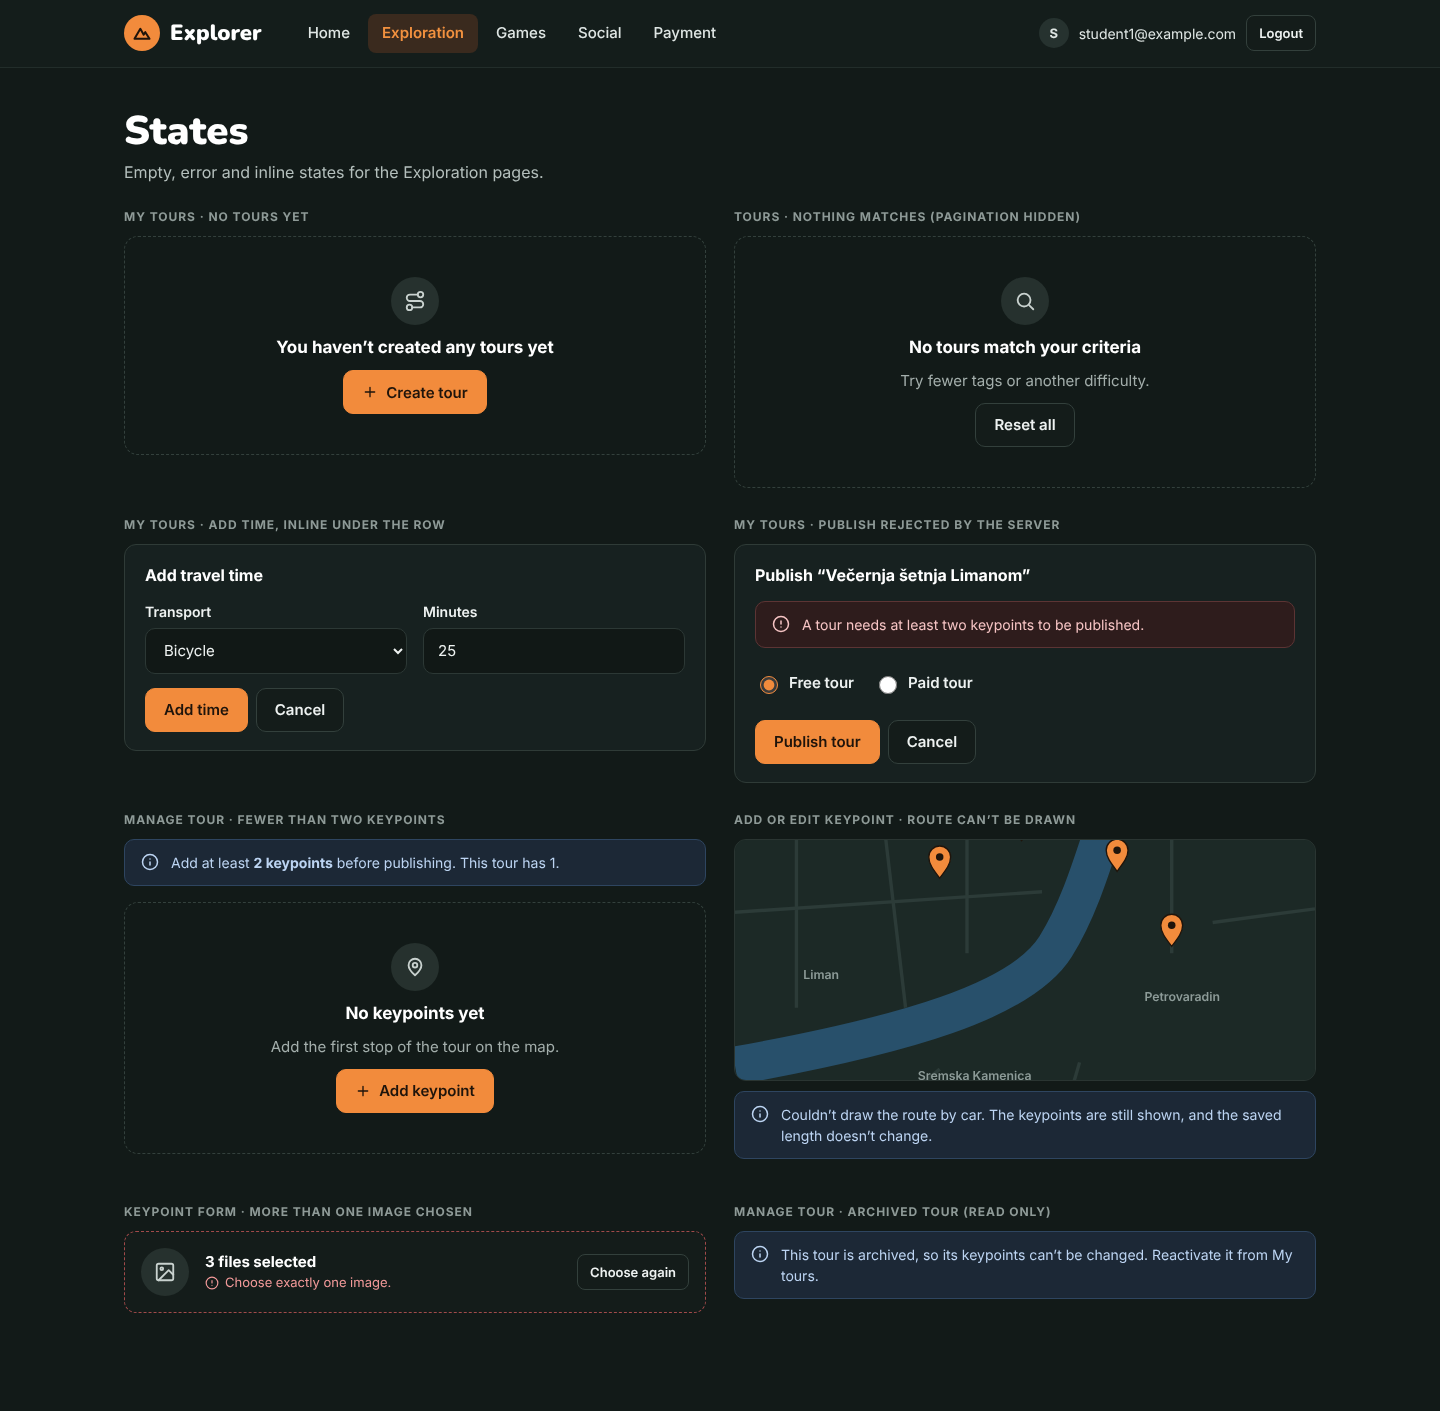 Explorer
Home
Exploration
Games
Social
Payment
S
student1@example.com
Logout
States
Empty, error and inline states for the Exploration pages.
MY TOURS · NO TOURS YET
You haven’t created any tours yet
+ Create tour
TOURS · NOTHING MATCHES (PAGINATION HIDDEN)
No tours match your criteria
Try fewer tags or another difficulty.
Reset all
MY TOURS · ADD TIME, INLINE UNDER THE ROW
Add travel time
Transport
Minutes
Bicycle
25
Add time
Cancel
MY TOURS · PUBLISH REJECTED BY THE SERVER
Publish “Večernja šetnja Limanom”
A tour needs at least two keypoints to be published.
Free tour
Paid tour
Publish tour
Cancel
MANAGE TOUR · FEWER THAN TWO KEYPOINTS
Add at least 2 keypoints before publishing. This tour has 1.
No keypoints yet
Add the first stop of the tour on the map.
+ Add keypoint
ADD OR EDIT KEYPOINT · ROUTE CAN’T BE DRAWN
Liman
Petrovaradin
Sremska Kamenica
Couldn’t draw the route by car. The keypoints are still shown, and the saved
length doesn’t change.
KEYPOINT FORM · MORE THAN ONE IMAGE CHOSEN
3 files selected
Choose exactly one image.
Choose again
MANAGE TOUR · ARCHIVED TOUR (READ ONLY)
This tour is archived, so its keypoints can’t be changed. Reactivate it from My
tours.